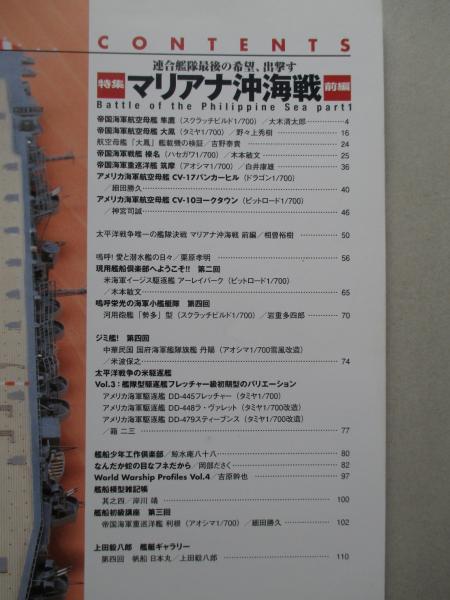 CONTENTS
連合艦隊最後の希望、出撃す
特集 マリアナ沖海戦 前編
Battle of the Philippine Sea part1
帝国海軍航空母艦 隼鷹（スクラッチビルド1/700）／大木清太郎 4
帝国海軍航空母艦 大鳳（タミヤ1/700）／野々上秀樹 16
航空母艦「大鳳」艦載機の検証／吉野泰貴 24
帝国海軍戦艦 榛名（ハセガワ1/700）／木本敏文 25
帝国海軍重巡洋艦 筑摩（アオシマ1/700）／白井康雄 36
アメリカ海軍航空母艦 CV-17バンカーヒル（ドラゴン1/700）
／細田勝久 40
アメリカ海軍航空母艦 CV-10ヨークタウン（ピットロード1/700）
／神宮司誠 46
太平洋戦争唯一の艦隊決戦 マリアナ沖海戦 前編／相曽裕樹 50
嗚呼！愛と潜水艦の日々／栗原孝明 56
現用艦船倶楽部へようこそ!! 第二回
米海軍イージス駆逐艦 アーレイバーク（ピットロード1/700）
／木本敏文 65
嗚呼栄光の海軍小艦艇隊 第四回
河用砲艦「勢多」型（スクラッチビルド1/700）／岩重多四郎 70
ジミ艦! 第四回
中華民国 国府海軍艦隊旗艦 丹陽（アオシマ1/700雪風改造）
／米波保之 74
太平洋戦争の米駆逐艦
Vol.3：艦隊型駆逐艦フレッチャー級初期型のバリエーション
アメリカ海軍駆逐艦 DD-445フレッチャー（タミヤ1/700）
アメリカ海軍駆逐艦 DD-448ラ・ヴァレット（タミヤ1/700改造）
アメリカ海軍駆逐艦 DD-479スティーブンス（タミヤ1/700改造）
／箱 二三 77
艦船少年工作倶楽部／鯨水庵八十八 80
なんだか蛇の目なフネだから／岡部ださく 82
World Warship Profiles Vol.4／吉原幹也 97
艦船模型雑記帳
其之四／岸川 靖 100
艦船初級講座 第三回
帝国海軍重巡洋艦 利根（アオシマ1/700）／細田勝久 102
上田毅八郎 艦艇ギャラリー
第四回 帆船 日本丸／上田毅八郎 110